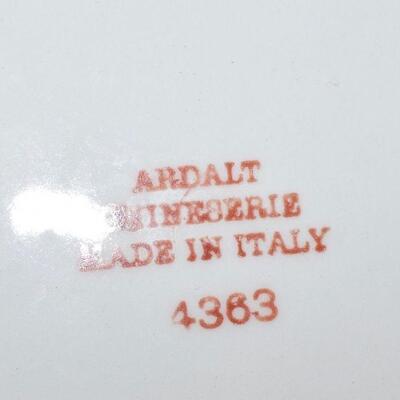 ARDALT
CHINESERIE
MADE IN ITALY
4363